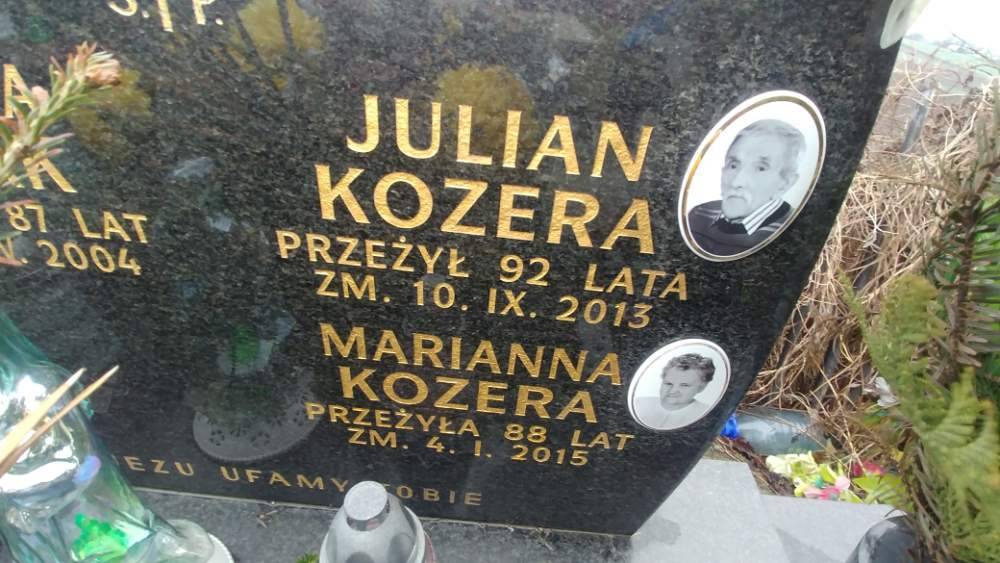 Ś.†P.
87 LAT
2004
JULIAN
KOZERA
PRZEŻYŁ 92 LATA
ZM. 10. IX. 2013
MARIANNA
KOZERA
PRZEŻYŁA 88 LAT
ZM. 4. I. 2015
UFAMY TOBIE